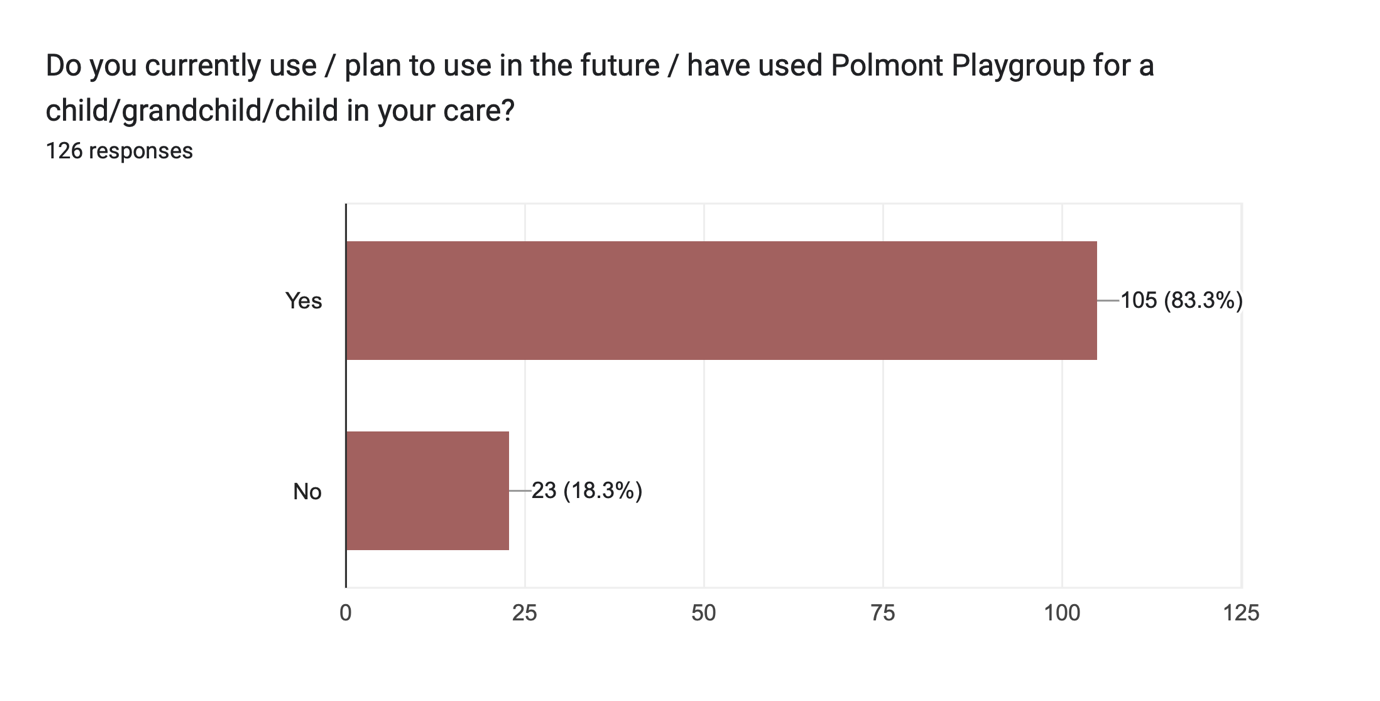 Do you currently use / plan to use in the future / have used Polmont Playgroup for a
child/grandchild/child in your care?
126 responses
Yes
105 (83.3%)
No
23 (18.3%)
0 25 50 75 100 125